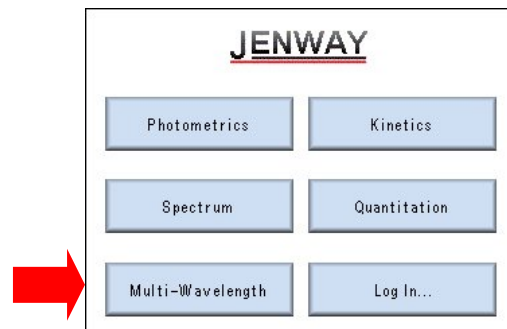 JENWAY
Photometrics Kinetics
Spectrum Quantitation
Multi-Wavelength Log In...